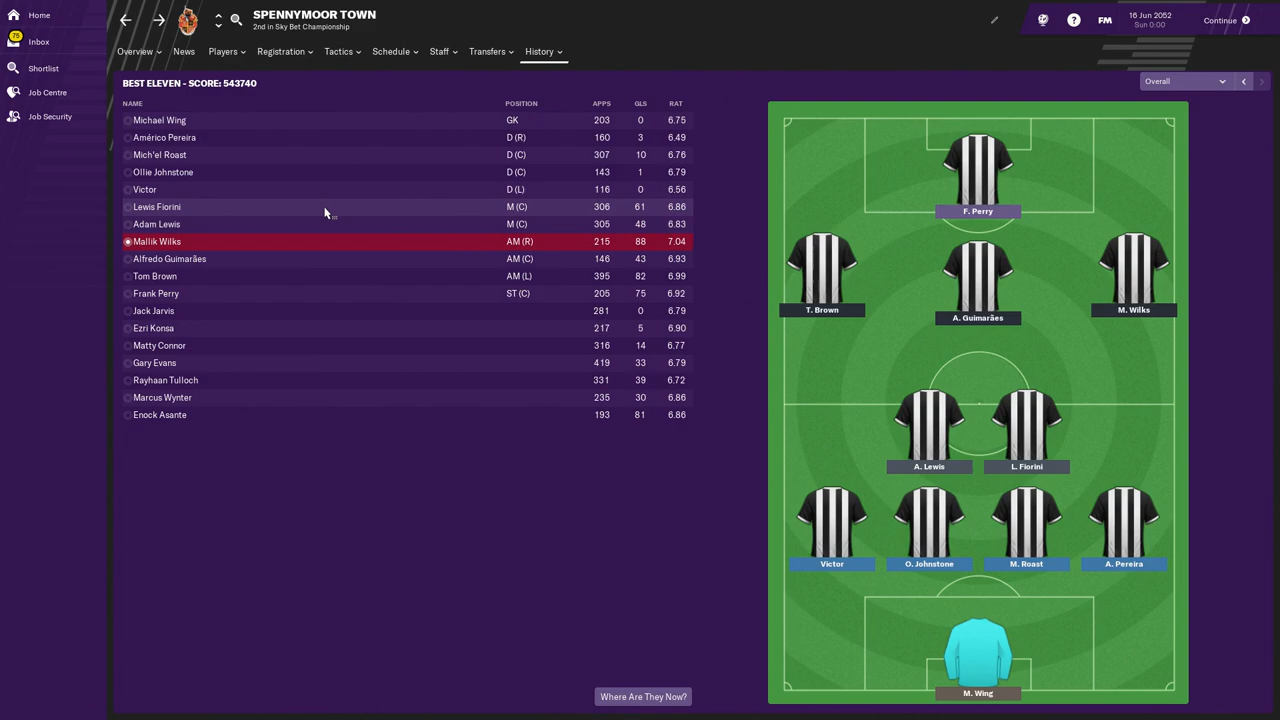 Home
Inbox
75
Shortlist
Job Centre
Job Security
SPENNYMOOR TOWN
2nd in Sky Bet Championship
FM
16 Jun 2052
Sun 0:00
Continue
Overview
News
Players
Registration
Tactics
Schedule
Staff
Transfers
History
BEST ELEVEN - SCORE: 543740
Overall
NAME POSITION APPS GLS RAT
Michael Wing GK 203 0 6.75
Américo Pereira D (R) 160 3 6.49
Mich'el Roast D (C) 307 10 6.76
Ollie Johnstone D (C) 143 1 6.79
Victor D (L) 116 0 6.56
Lewis Fiorini M (C) 306 61 6.86
Adam Lewis M (C) 305 48 6.83
Mallik Wilks AM (R) 215 88 7.04
Alfredo Guimarães AM (C) 146 43 6.93
Tom Brown AM (L) 395 82 6.99
Frank Perry ST (C) 205 75 6.92
Jack Jarvis 281 0 6.79
Ezri Konsa 217 5 6.90
Matty Connor 316 14 6.77
Gary Evans 419 33 6.79
Rayhaan Tulloch 331 39 6.72
Marcus Wynter 235 30 6.86
Enock Asante 193 81 6.86
Where Are They Now?
F. Perry
T. Brown
A. Guimarães
M. Wilks
A. Lewis
L. Fiorini
Victor
O. Johnstone
M. Roast
A. Pereira
M. Wing